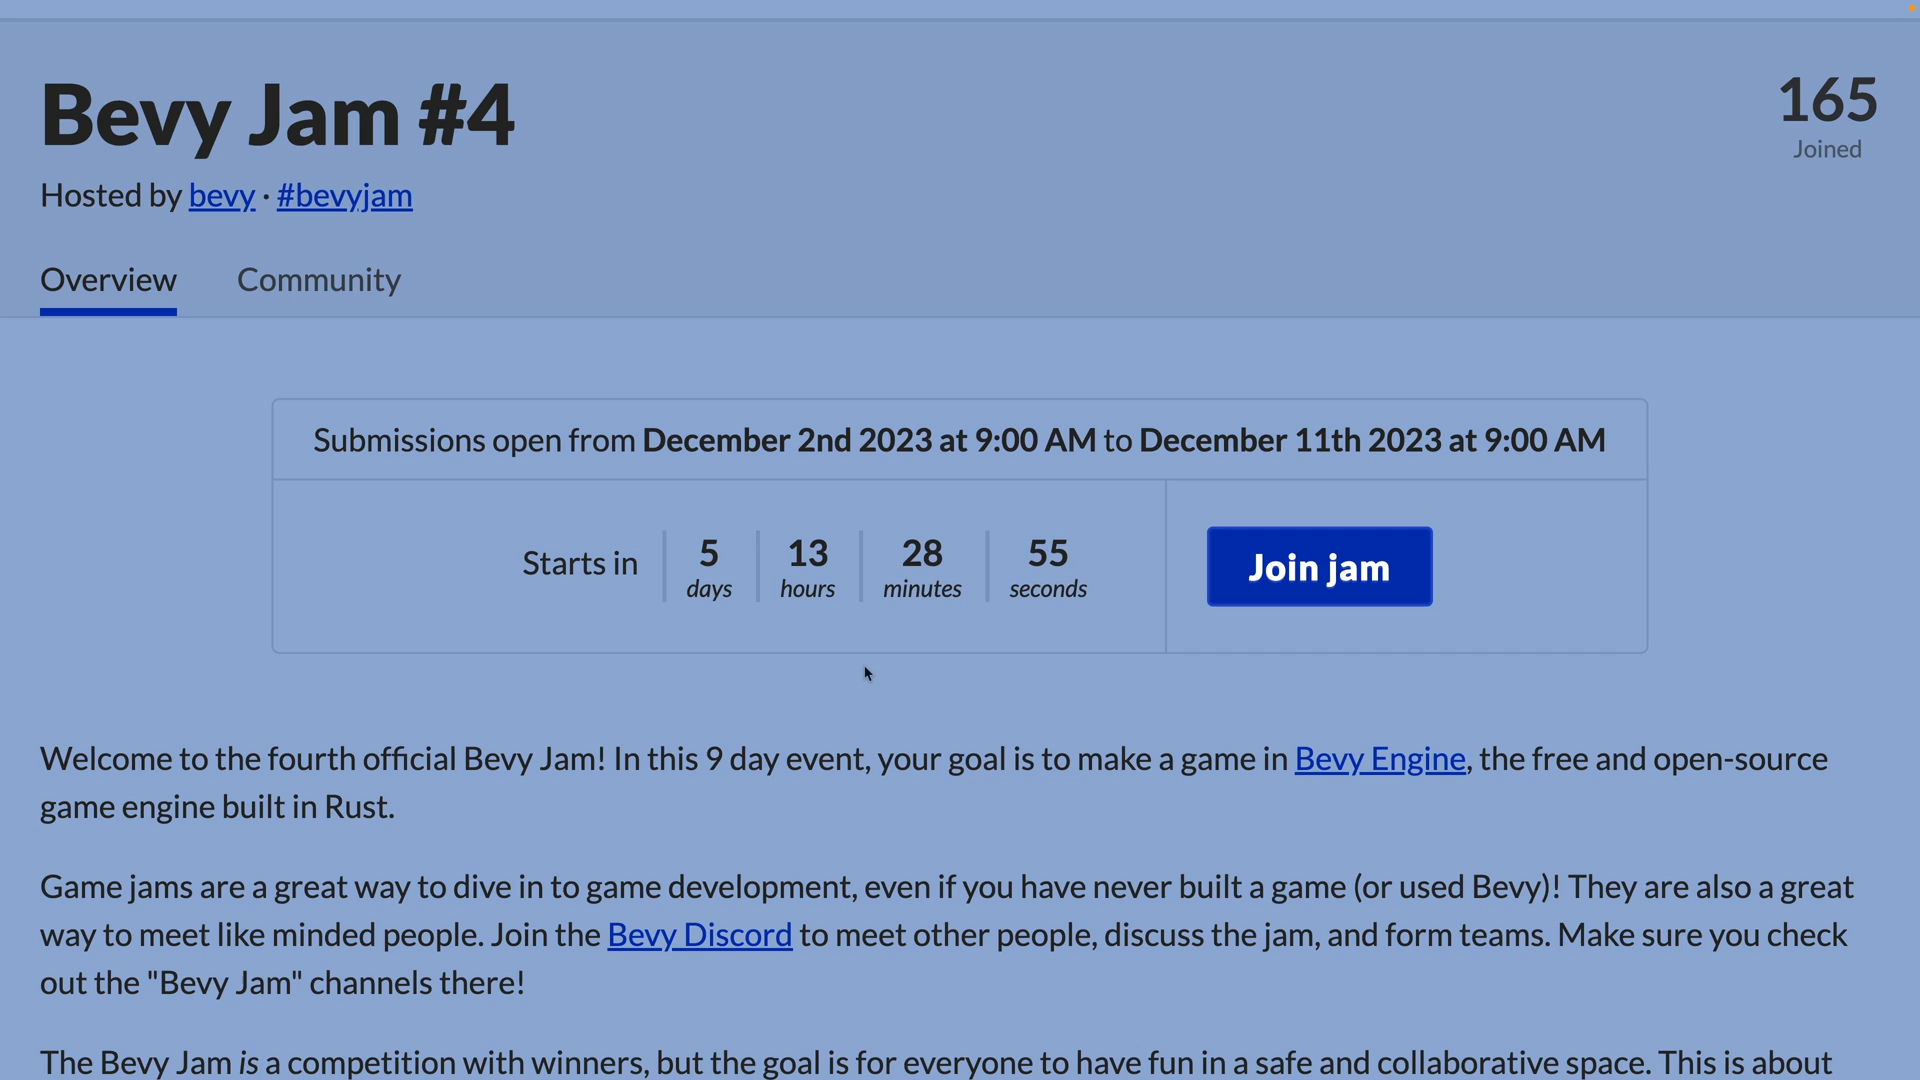 Bevy Jam #4
165
Joined
Hosted by bevy · #bevyjam
Overview Community
Submissions open from December 2nd 2023 at 9:00 AM to December 11th 2023 at 9:00 AM
Starts in 5 days 13 hours 28 minutes 55 seconds
Join jam
Welcome to the fourth official Bevy Jam! In this 9 day event, your goal is to make a game in Bevy Engine, the free and open-source
game engine built in Rust.
Game jams are a great way to dive in to game development, even if you have never built a game (or used Bevy)! They are also a great
way to meet like minded people. Join the Bevy Discord to meet other people, discuss the jam, and form teams. Make sure you check
out the "Bevy Jam" channels there!
The Bevy Jam is a competition with winners, but the goal is for everyone to have fun in a safe and collaborative space. This is about